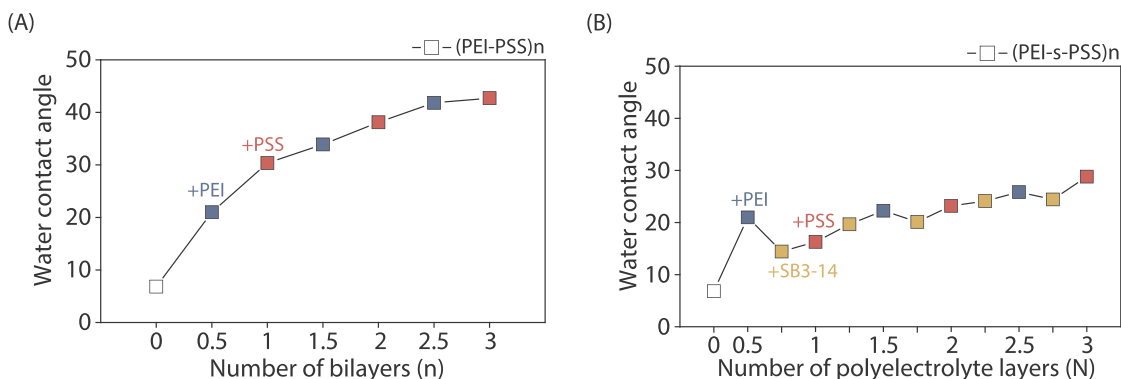 (A)
–□– (PEI-PSS)n
50
40
30
20
10
0
Water contact angle
+PEI
+PSS
0 0.5 1 1.5 2 2.5 3
Number of bilayers (n)
(B)
–□– (PEI-s-PSS)n
50
40
30
20
10
0
Water contact angle
+PEI
+PSS
+SB3-14
0 0.5 1 1.5 2 2.5 3
Number of polyelectrolyte layers (N)